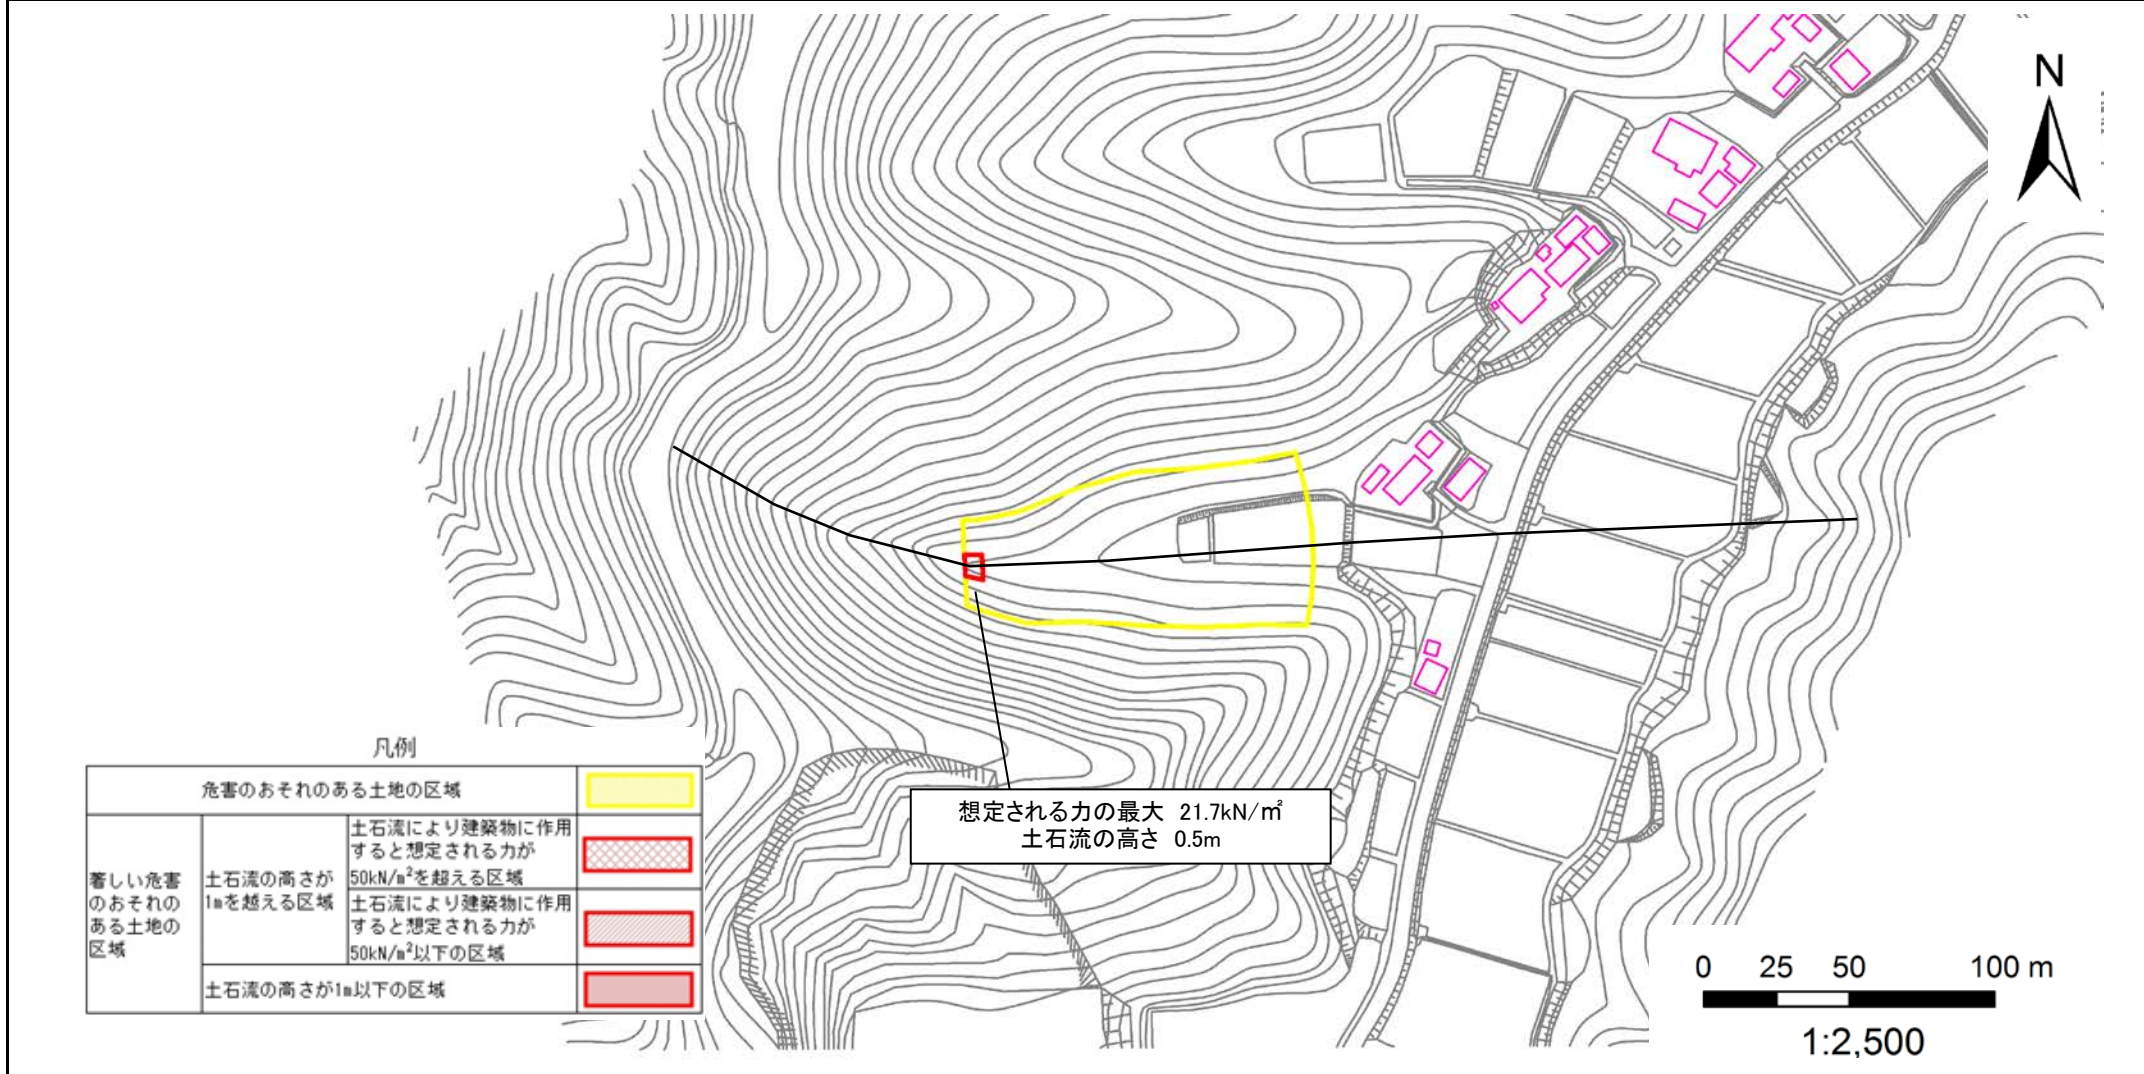 N
凡例
危害のおそれのある土地の区域
著しい危害
のおそれの
ある土地の
区域
土石流の高さが
1mを越える区域
土石流により建築物に作用
すると想定される力が
50kN/m²を超える区域
土石流により建築物に作用
すると想定される力が
50kN/m²以下の区域
土石流の高さが1m以下の区域
想定される力の最大 21.7kN/㎡
土石流の高さ 0.5m
0 25 50 100 m
1:2,500